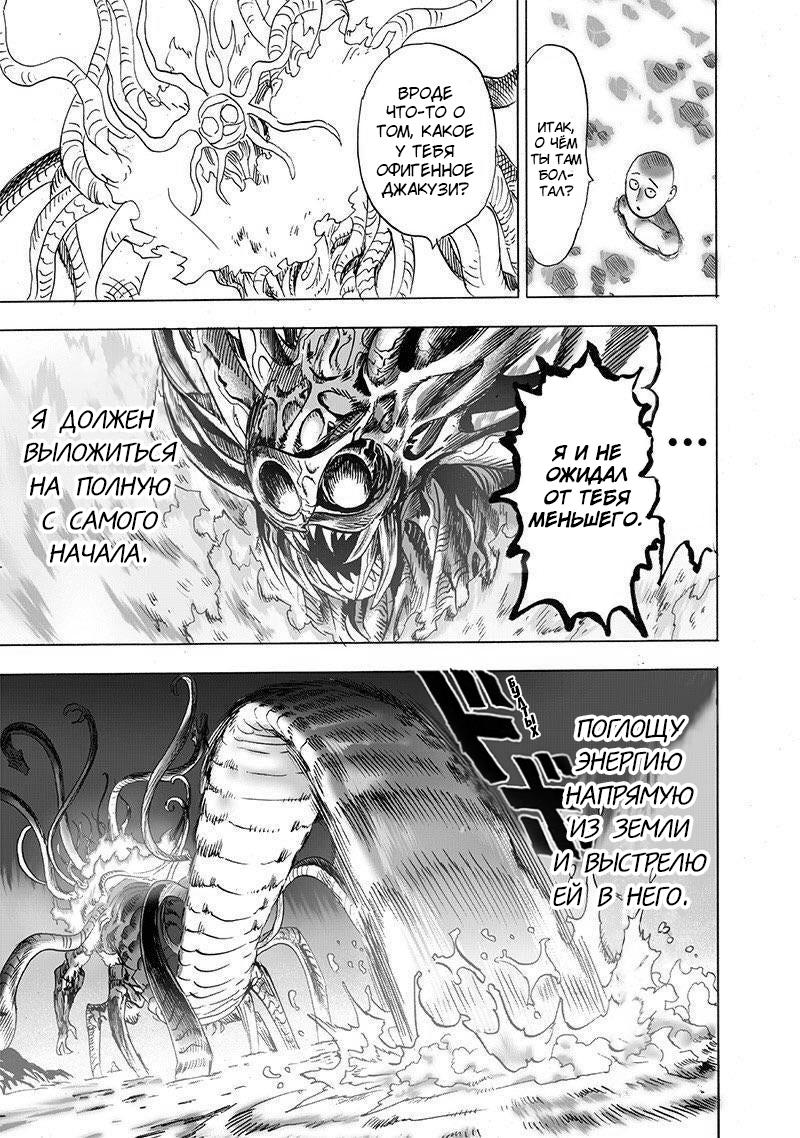 ИТАК,
О ЧЁМ
ТЫ ТАМ
БОЛ-
ТАЛ?
ВРОДЕ
ЧТО-ТО О
ТОМ, КАКОЕ
У ТЕБЯ
ОФИГЕННОЕ
ДЖАКУЗИ?
...
Я И НЕ
ОЖИДАЛ
ОТ ТЕБЯ
МЕНЬШЕГО.
Я ДОЛЖЕН
ВЫЛОЖИТЬСЯ
НА ПОЛНУЮ
С САМОГО
НАЧАЛА.
ПОГЛОЩУ
ЭНЕРГИЮ
НАПРЯМУЮ
ИЗ ЗЕМЛИ
И ВЫСТРЕЛЮ
ЕЙ В НЕГО.
БУЛТЫХ